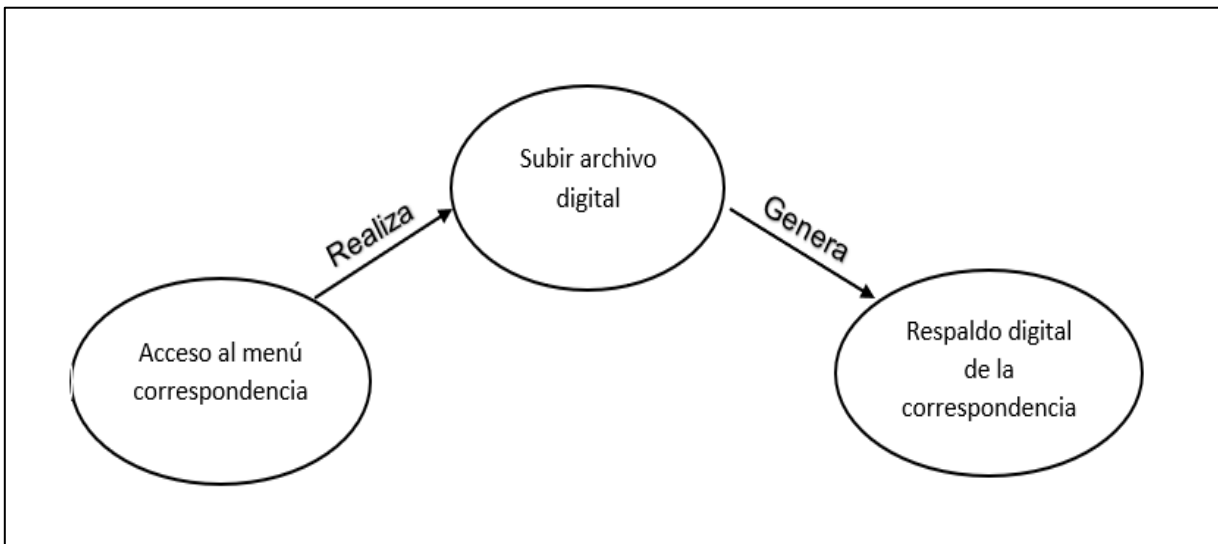 Acceso al menú
correspondencia
Realiza
Subir archivo
digital
Genera
Respaldo digital
de la
correspondencia